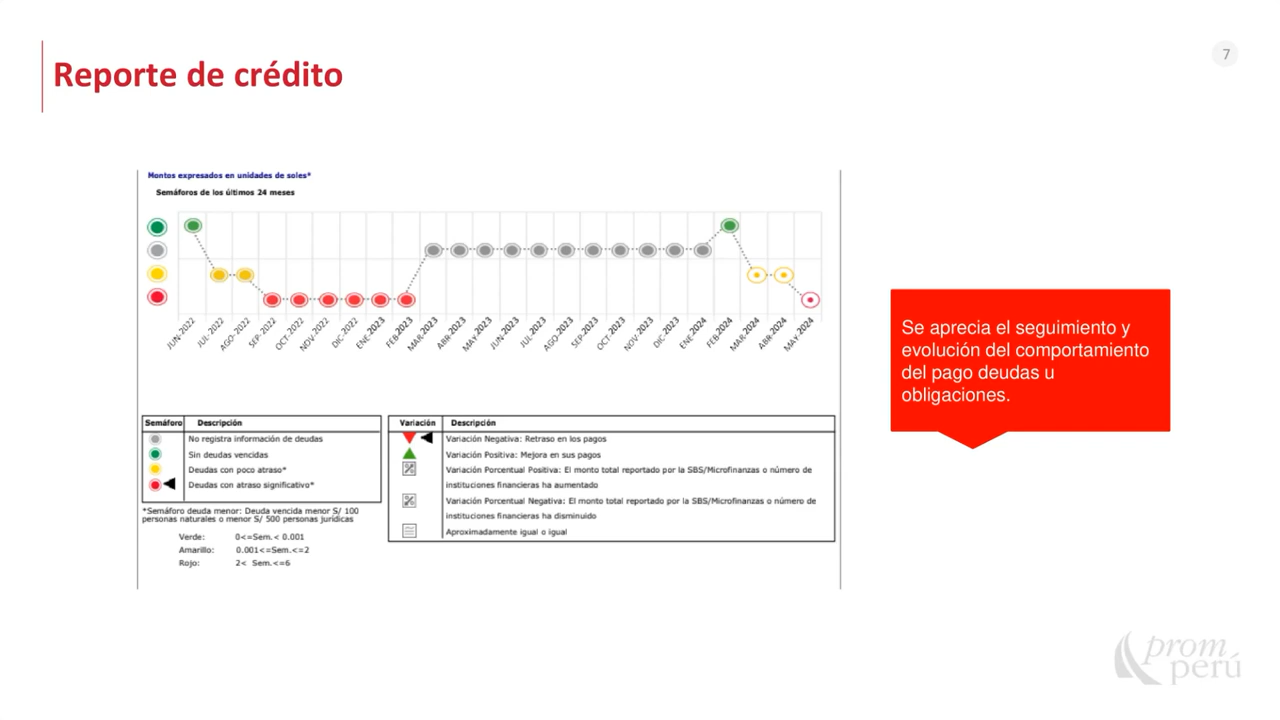 7
Reporte de crédito
Montos expresados en unidades de soles*
Semáforos de los últimos 24 meses
JUN-2022
JUL-2022
AGO-2022
SEP-2022
OCT-2022
NOV-2022
DIC-2022
ENE-2023
FEB-2023
MAR-2023
ABR-2023
MAY-2023
JUN-2023
JUL-2023
AGO-2023
SEP-2023
OCT-2023
NOV-2023
DIC-2023
ENE-2024
FEB-2024
MAR-2024
ABR-2024
MAY-2024
Se aprecia el seguimiento y
evolución del comportamiento
del pago deudas u
obligaciones.
Semáforo Descripción
No registra información de deudas
Sin deudas vencidas
Deudas con poco atraso*
Deudas con atraso significativo*
*Semáforo deuda menor: Deuda vencida menor S/ 100
personas naturales o menor S/ 500 personas jurídicas
Verde: 0<=Sem.< 0.001
Amarillo: 0.001<=Sem.<=2
Rojo: 2< Sem.<=6
Variación Descripción
Variación Negativa: Retraso en los pagos
Variación Positiva: Mejora en sus pagos
Variación Porcentual Positiva: El monto total reportado por la SBS/Microfinanzas o número de
instituciones financieras ha aumentado
Variación Porcentual Negativa: El monto total reportado por la SBS/Microfinanzas o número de
instituciones financieras ha disminuido
Aproximadamente igual o igual
prom
perú